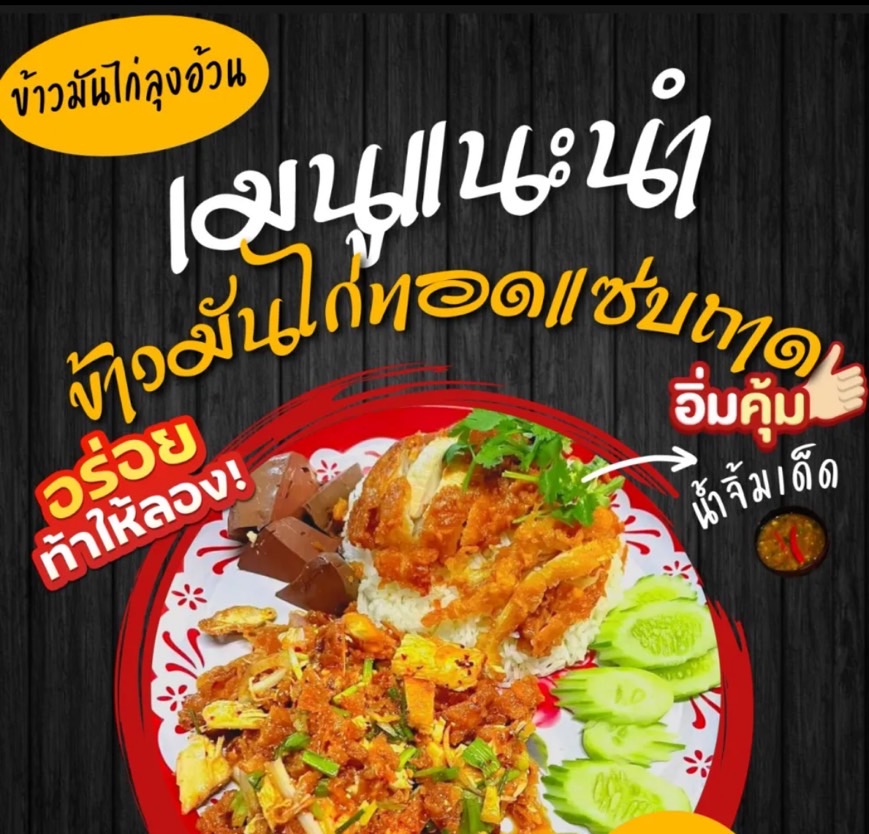 ข้าวมันไก่ลุงอ้วน
เมนูแนะนำ
ข้าวมันไก่ทอดแซ่บถาด
อิ่มคุ้ม
อร่อย
ท้าให้ลอง!
น้ำจิ้มเด็ด